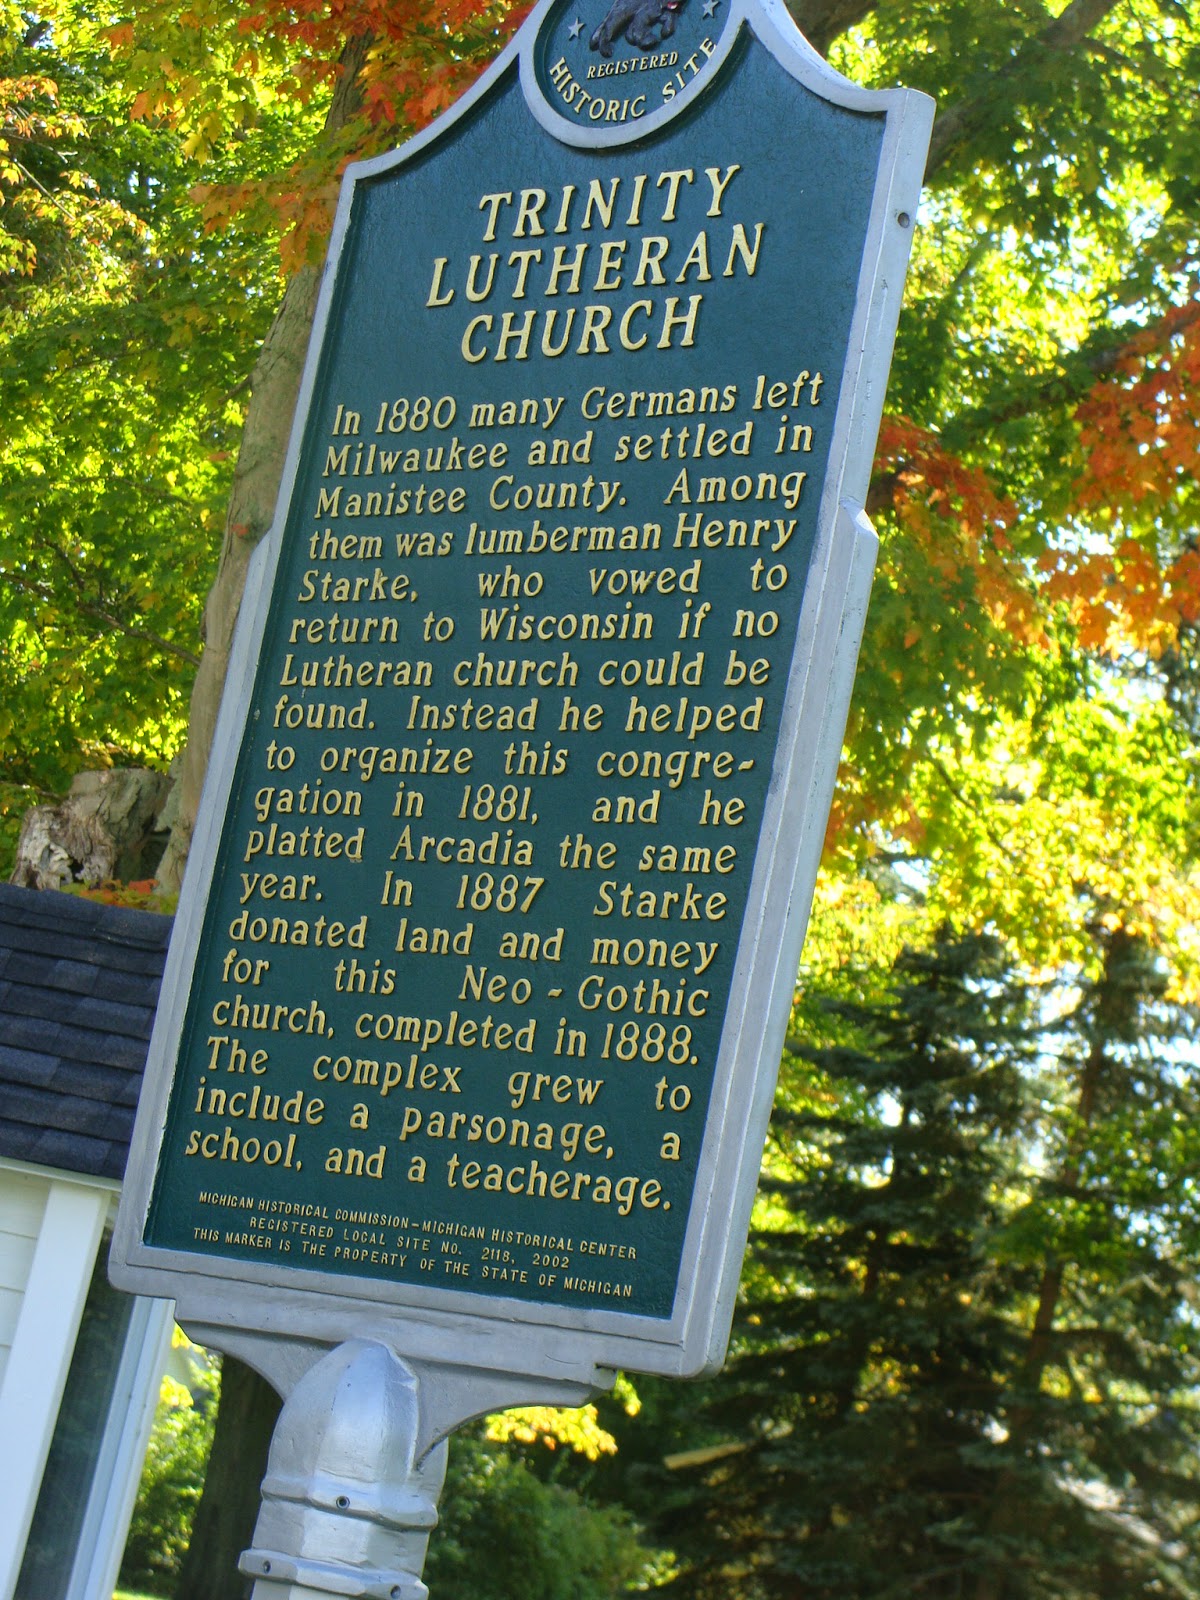 REGISTERED
HISTORIC SITE
TRINITY
LUTHERAN
CHURCH
In 1880 many Germans left
Milwaukee and settled in
Manistee County. Among
them was lumberman Henry
Starke, who vowed to
return to Wisconsin if no
Lutheran church could be
found. Instead he helped
to organize this congre-
gation in 1881, and he
platted Arcadia the same
year. In 1887 Starke
donated land and money
for this Neo-Gothic
church, completed in 1888.
The complex grew to
include a parsonage, a
school, and a teacherage.
MICHIGAN HISTORICAL COMMISSION–MICHIGAN HISTORICAL CENTER
REGISTERED LOCAL SITE NO. 2118, 2002
THIS MARKER IS THE PROPERTY OF THE STATE OF MICHIGAN